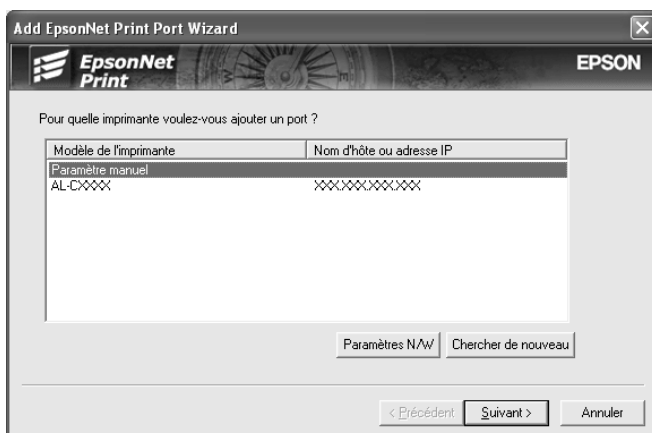 Add EpsonNet Print Port Wizard
EpsonNet
Print
EPSON
Pour quelle imprimante voulez-vous ajouter un port ?
Modèle de l'imprimante Nom d'hôte ou adresse IP
Paramètre manuel
AL-CXXXX XXX.XXX.XXX.XXX
Paramètres N/W Chercher de nouveau
< Précédent Suivant > Annuler